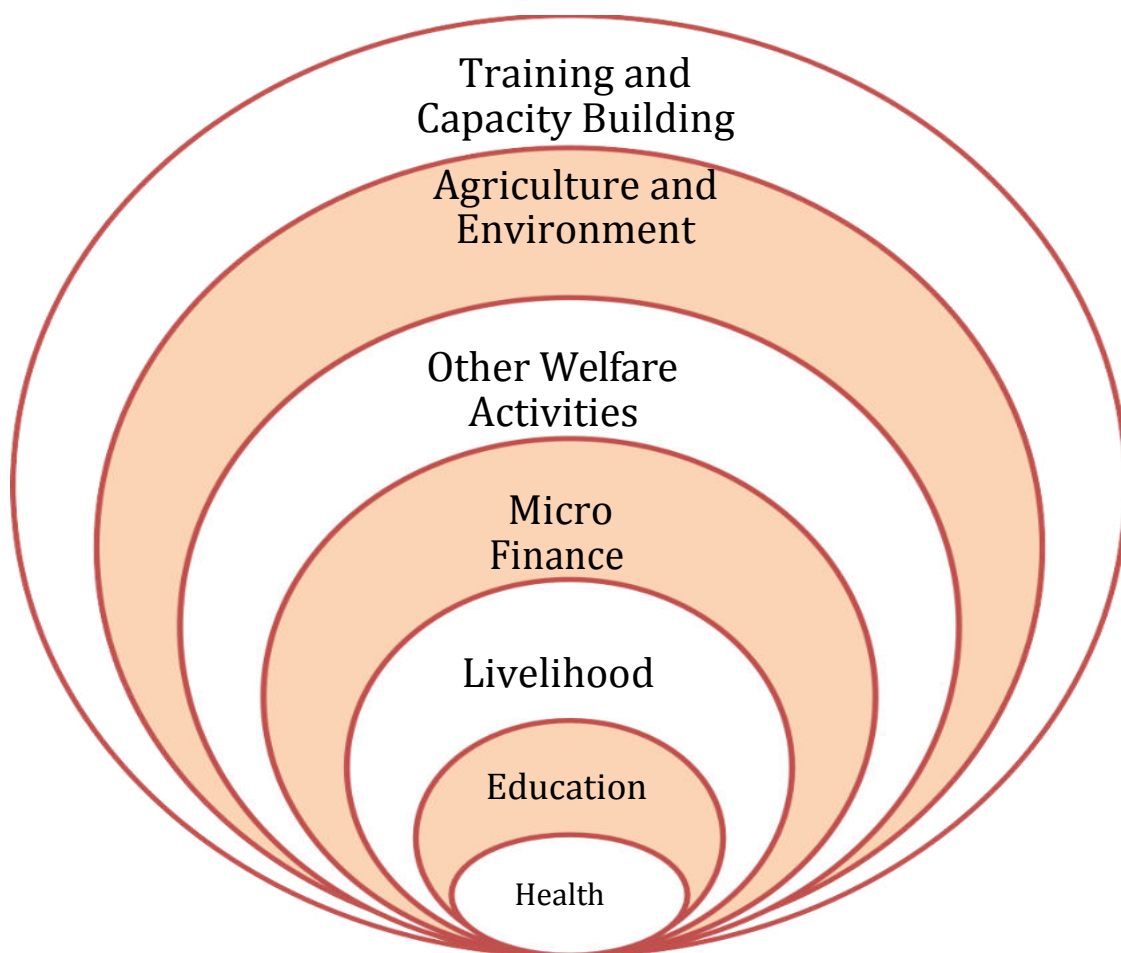 Training and
Capacity Building
Agriculture and
Environment
Other Welfare
Activities
Micro
Finance
Livelihood
Education
Health